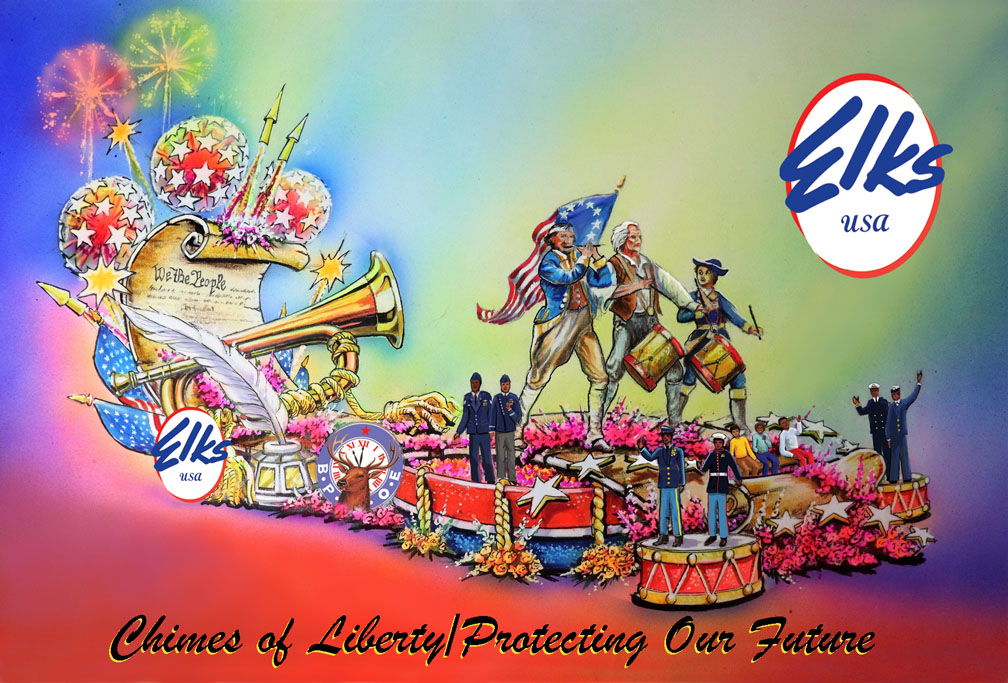 Elks
usa
We the People
Elks
usa
B.P.O.E
Chimes of Liberty/Protecting Our Future